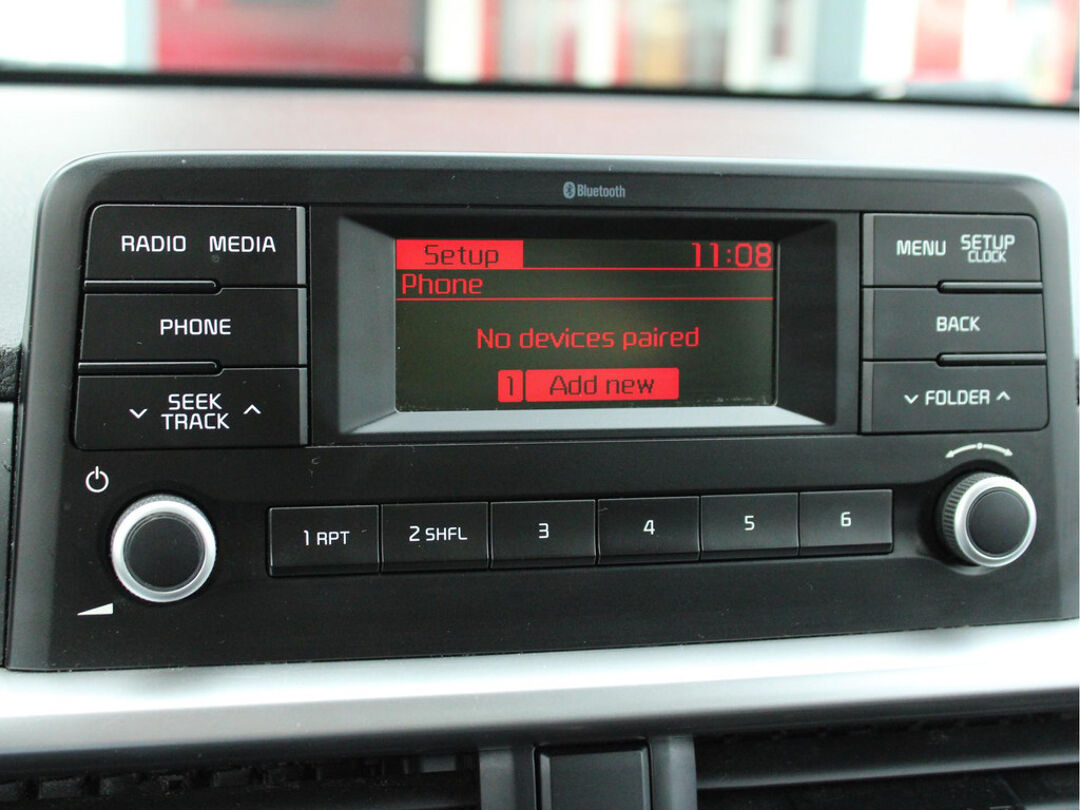 Bluetooth
RADIO MEDIA
PHONE
SEEK
TRACK
Setup 11:08
Phone
No devices paired
1 Add new
MENU SETUP
CLOCK
BACK
FOLDER
1 RPT 2 SHFL 3 4 5 6